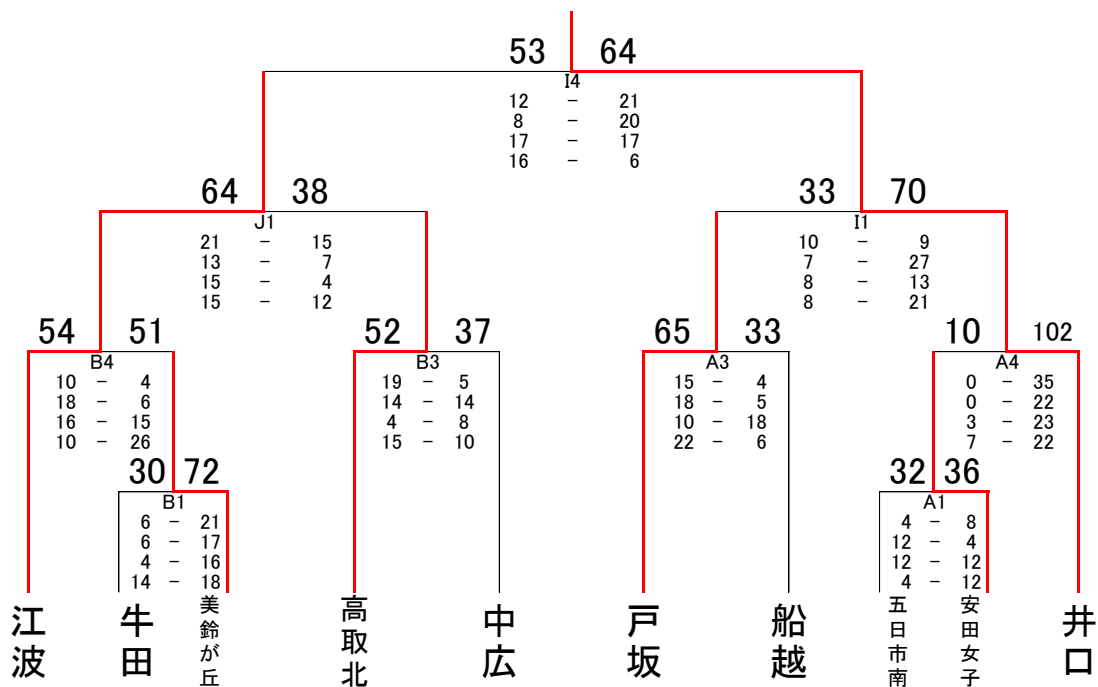 53 64
I4
12 － 21
8 － 20
17 － 17
16 － 6
64 38
J1
21 － 15
13 － 7
15 － 4
15 － 12
33 70
I1
10 － 9
7 － 27
8 － 13
8 － 21
54 51
B4
10 － 4
18 － 6
16 － 15
10 － 26
52 37
B3
19 － 5
14 － 14
4 － 8
15 － 10
65 33
A3
15 － 4
18 － 5
10 － 18
22 － 6
10 102
A4
0 － 35
0 － 22
3 － 23
7 － 22
30 72
B1
6 － 21
6 － 17
4 － 16
14 － 18
32 36
A1
4 － 8
12 － 4
12 － 12
4 － 12
江波
牛田
美鈴が丘
高取北
中広
戸坂
船越
五日市南
安田女子
井口